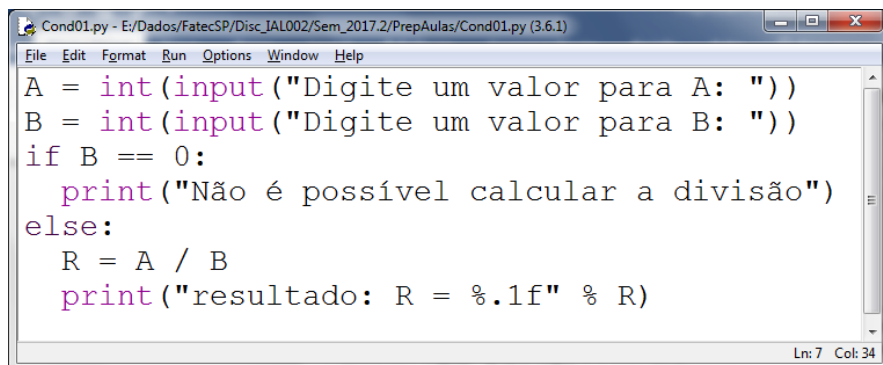 Cond01.py - E:/Dados/FatecSP/Disc_IAL002/Sem_2017.2/PrepAulas/Cond01.py (3.6.1)
File Edit Format Run Options Window Help
A = int(input("Digite um valor para A: "))
B = int(input("Digite um valor para B: "))
if B == 0:
  print("Não é possível calcular a divisão")
else:
  R = A / B
  print("resultado: R = %.1f" % R)
Ln: 7 Col: 34